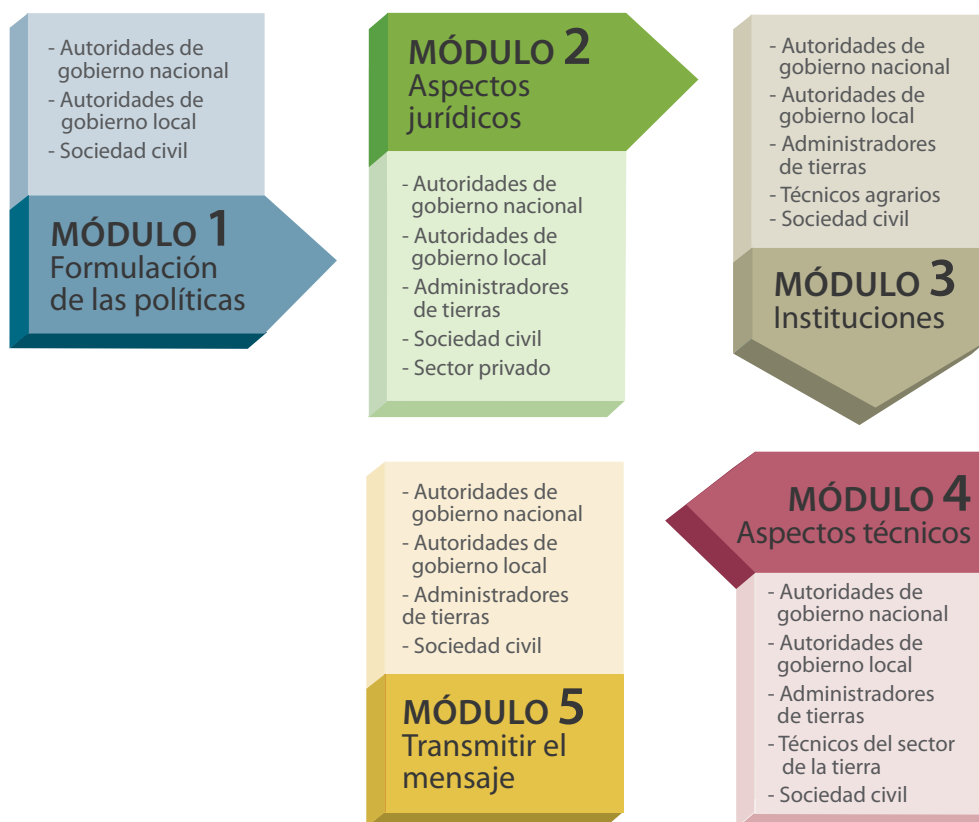 - Autoridades de
gobierno nacional
- Autoridades de
gobierno local
- Sociedad civil
MÓDULO 1
Formulación
de las políticas
MÓDULO 2
Aspectos
jurídicos
- Autoridades de
gobierno nacional
- Autoridades de
gobierno local
- Administradores
de tierras
- Sociedad civil
- Sector privado
- Autoridades de
gobierno nacional
- Autoridades de
gobierno local
- Administradores
de tierras
- Técnicos agrarios
- Sociedad civil
MÓDULO 3
Instituciones
MÓDULO 4
Aspectos técnicos
- Autoridades de
gobierno nacional
- Autoridades de
gobierno local
- Administradores
de tierras
- Técnicos del sector
de la tierra
- Sociedad civil
- Autoridades de
gobierno nacional
- Autoridades de
gobierno local
- Administradores
de tierras
- Sociedad civil
MÓDULO 5
Transmitir el
mensaje